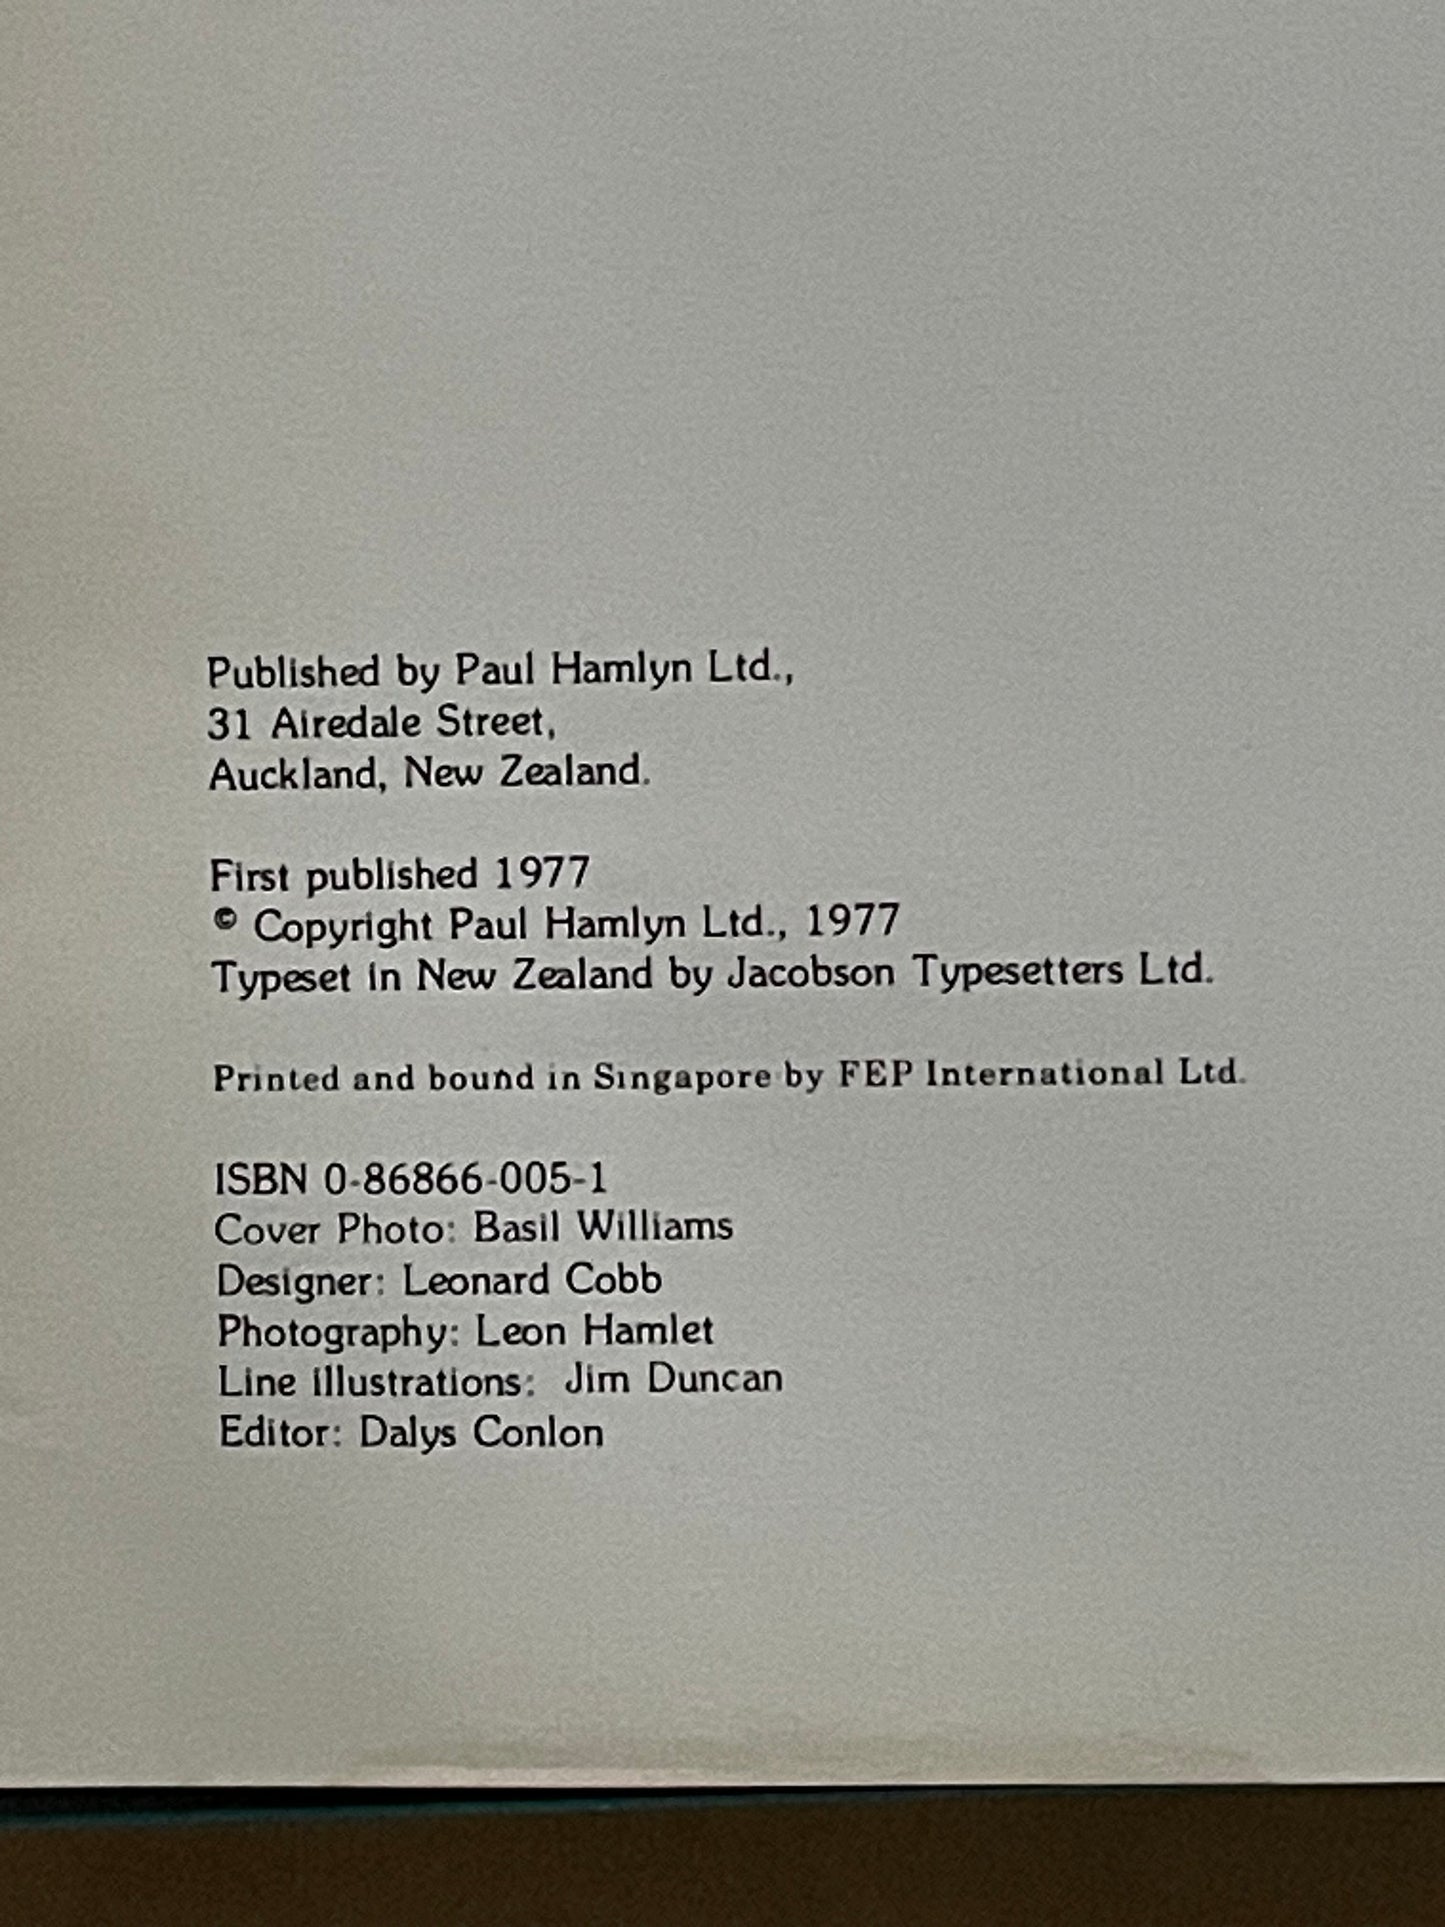 Published by Paul Hamlyn Ltd.,
31 Airedale Street,
Auckland, New Zealand.
First published 1977
© Copyright Paul Hamlyn Ltd., 1977
Typeset in New Zealand by Jacobson Typesetters Ltd.
Printed and bound in Singapore by FEP International Ltd.
ISBN 0-86866-005-1
Cover Photo: Basil Williams
Designer: Leonard Cobb
Photography: Leon Hamlet
Line illustrations: Jim Duncan
Editor: Dalys Conlon